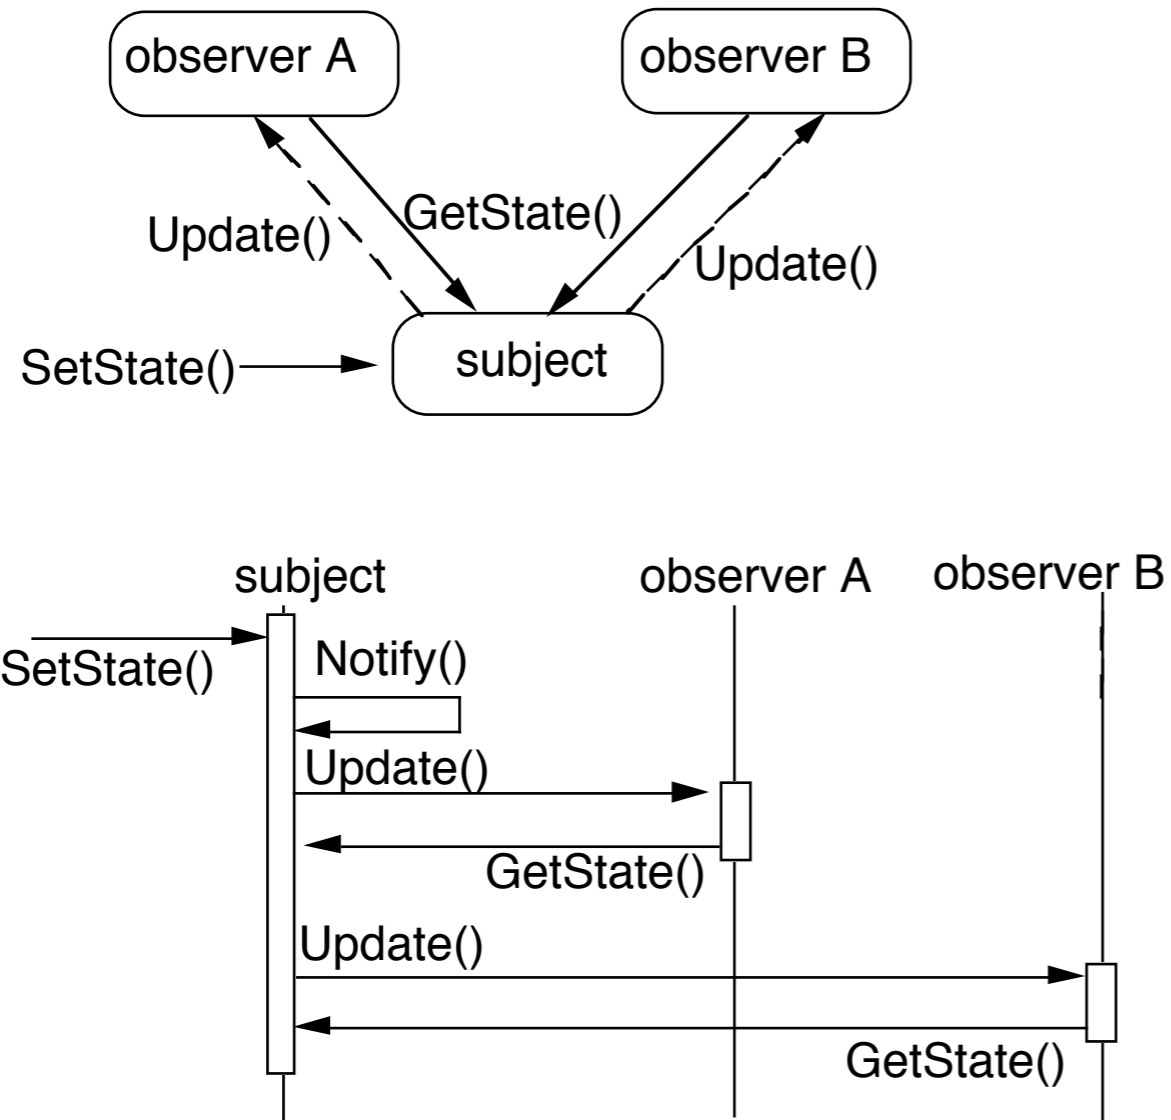 observer A
observer B
GetState()
Update()
Update()
SetState()
subject
subject
observer A
observer B
SetState()
Notify()
Update()
GetState()
Update()
GetState()